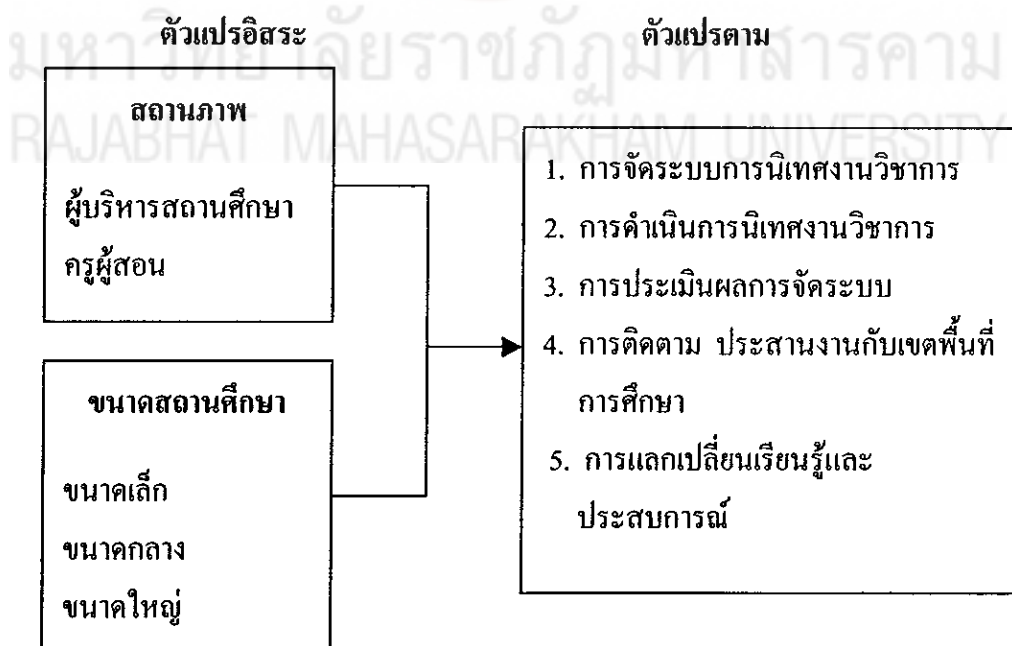 ตัวแปรอิสระ
ตัวแปรตาม
มหาวิทยาลัยราชภัฏมหาสารคาม
RAJABHAT MAHASARAKHAM UNIVERSITY
สถานภาพ
ผู้บริหารสถานศึกษา
ครูผู้สอน
ขนาดสถานศึกษา
ขนาดเล็ก
ขนาดกลาง
ขนาดใหญ่
1. การจัดระบบการนิเทศงานวิชาการ
2. การดำเนินการนิเทศงานวิชาการ
3. การประเมินผลการจัดระบบ
4. การติดตาม ประสานงานกับเขตพื้นที่
การศึกษา
5. การแลกเปลี่ยนเรียนรู้และ
ประสบการณ์